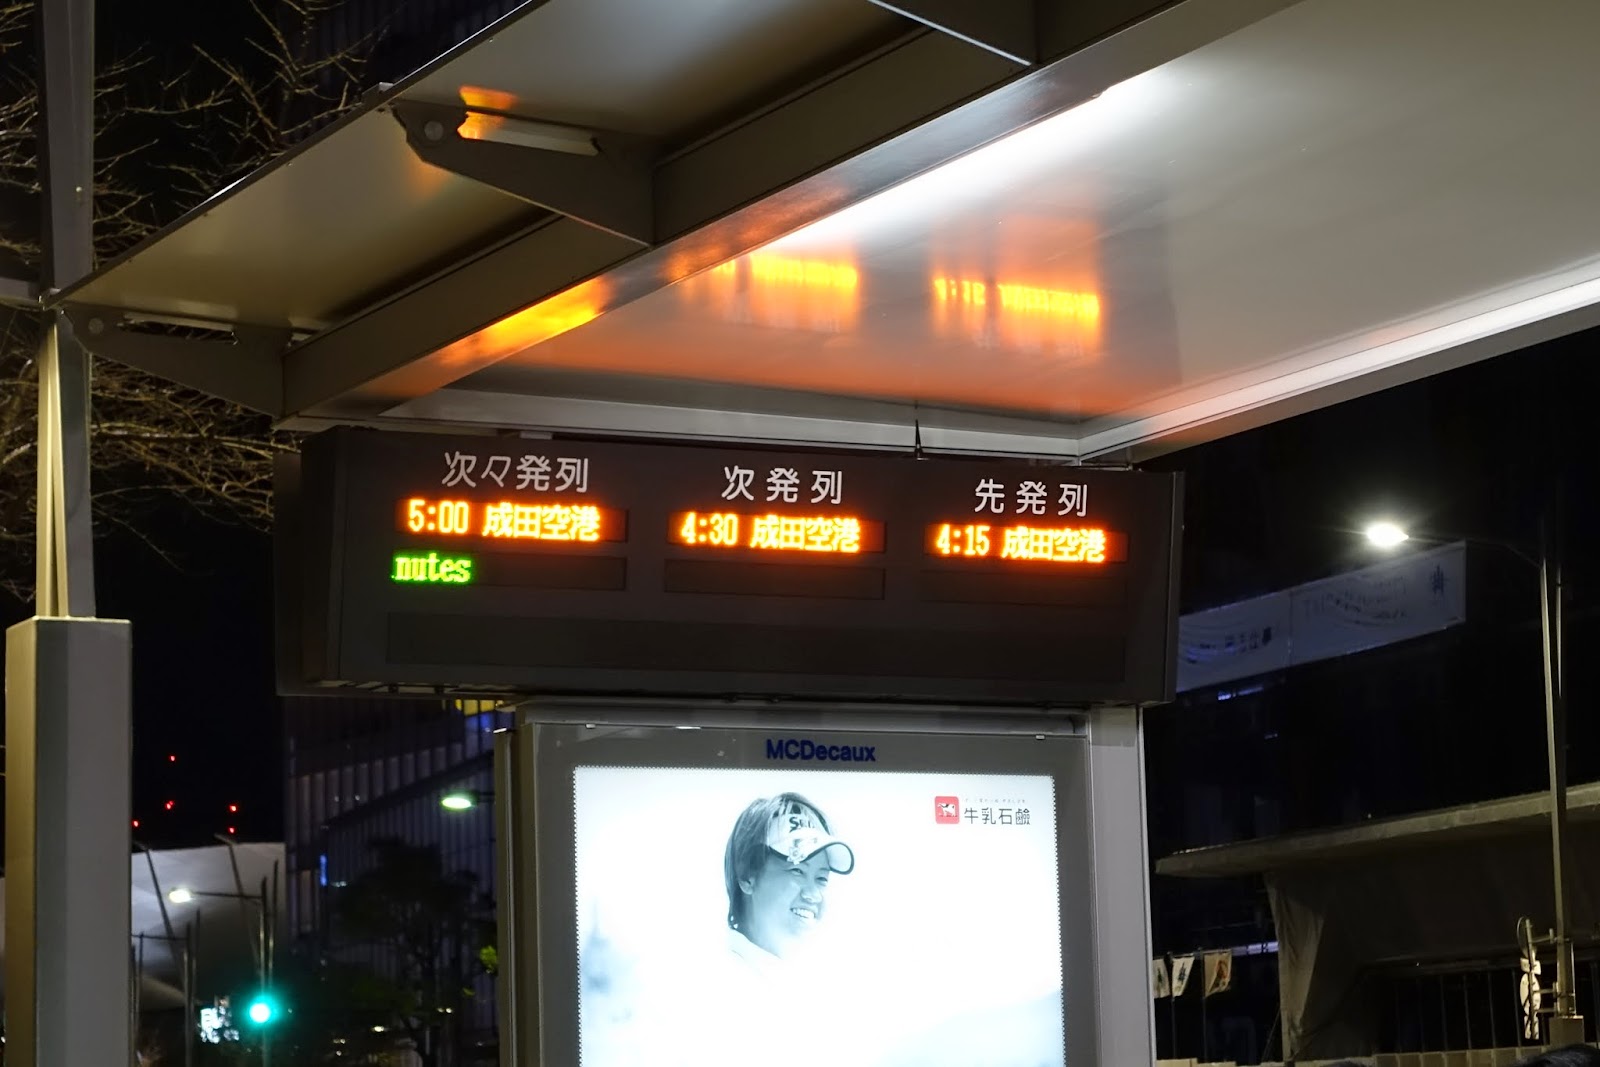 次々発列
5:00 成田空港
nutes
次発列
4:30 成田空港
先発列
4:15 成田空港
MCDecaux
牛乳石鹸